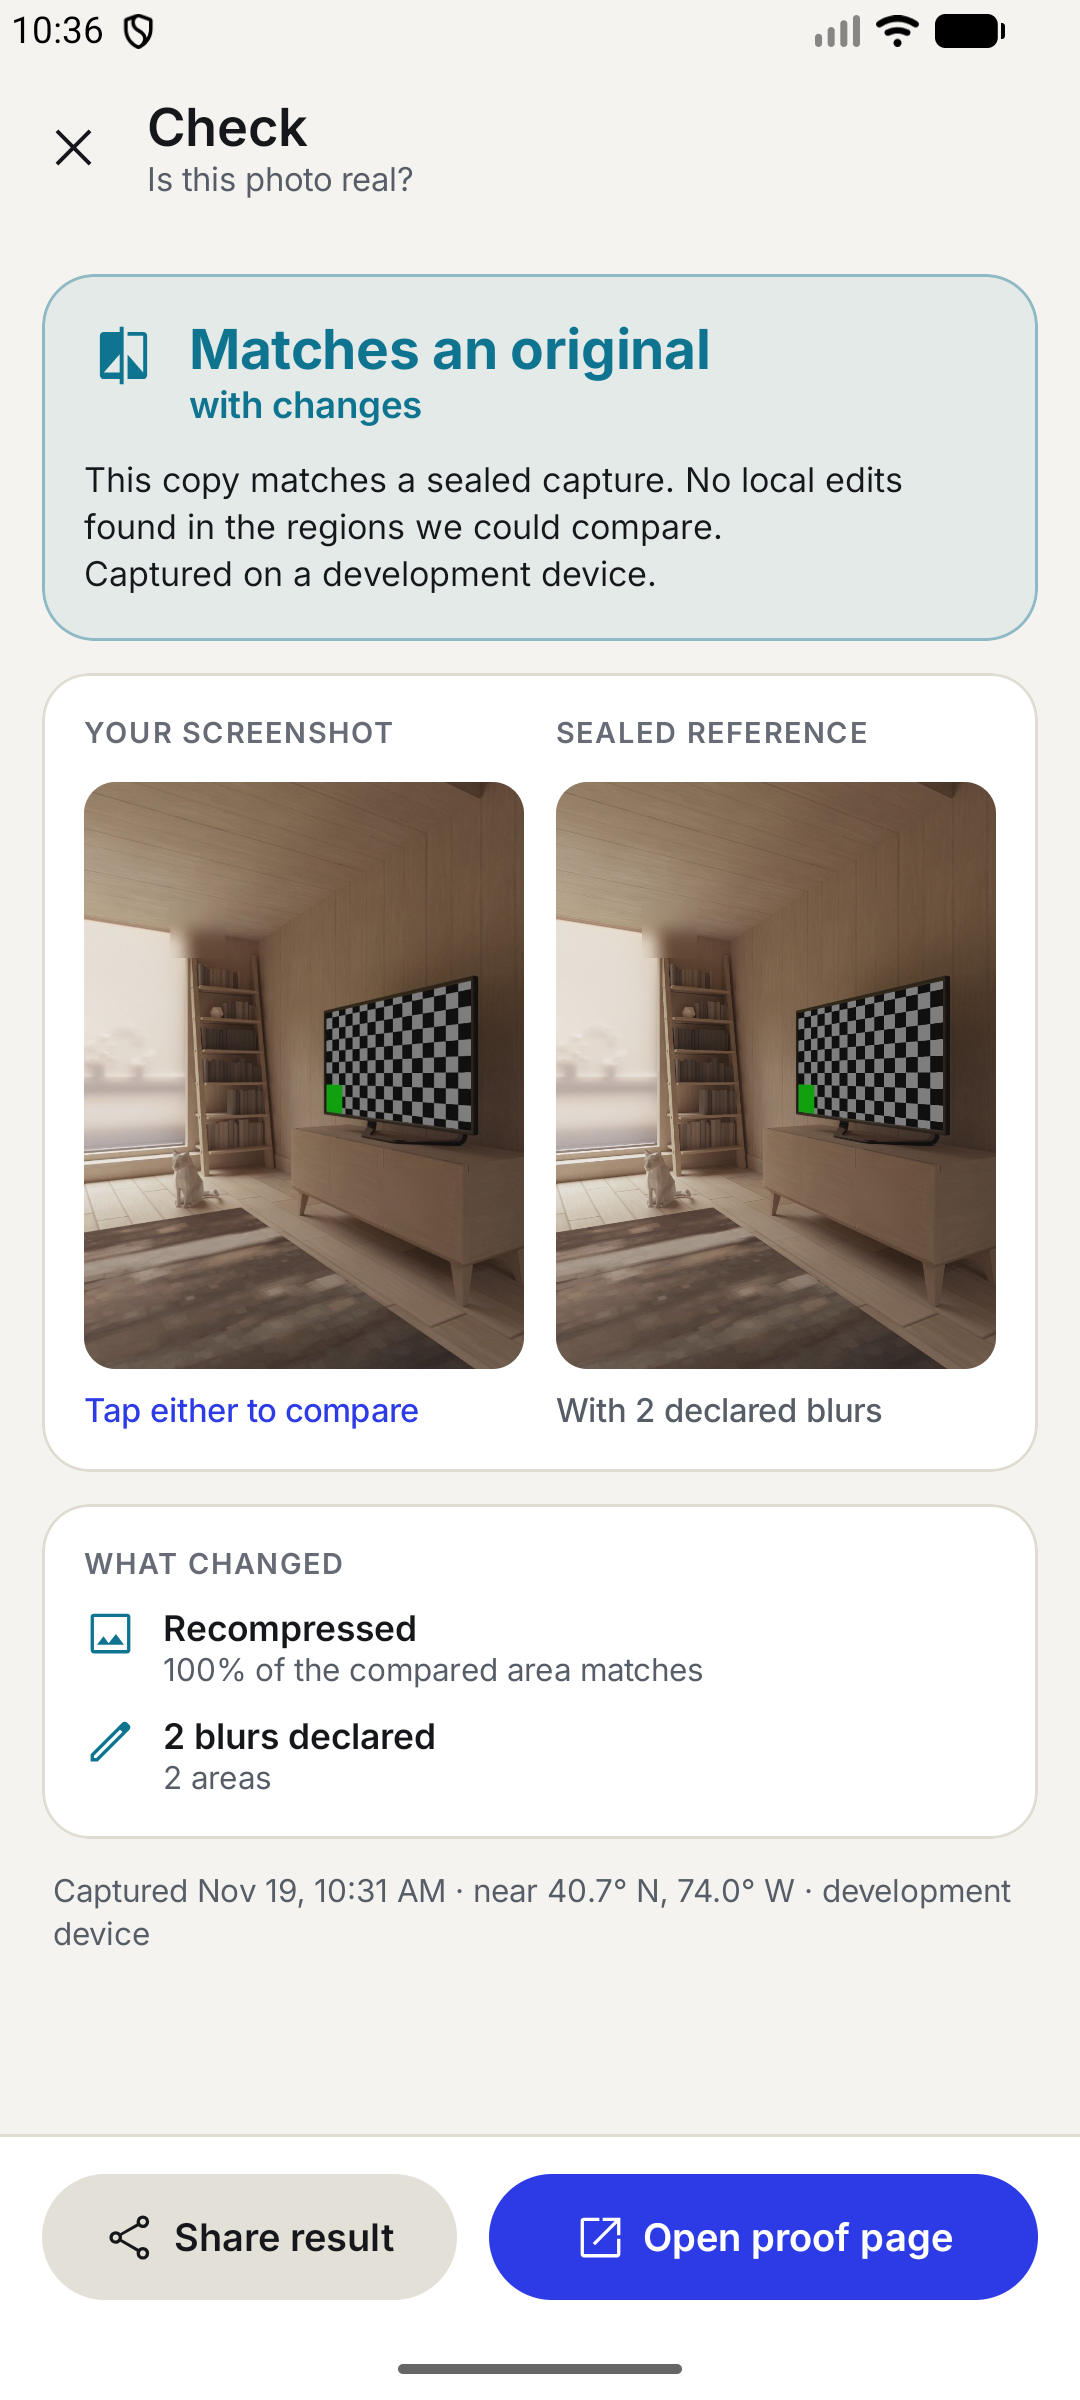 10:36
Check
Is this photo real?
Matches an original
with changes
This copy matches a sealed capture. No local edits
found in the regions we could compare.
Captured on a development device.
YOUR SCREENSHOT
SEALED REFERENCE
Tap either to compare
With 2 declared blurs
WHAT CHANGED
Recompressed
100% of the compared area matches
2 blurs declared
2 areas
Captured Nov 19, 10:31 AM · near 40.7° N, 74.0° W · development
device
Share result
Open proof page